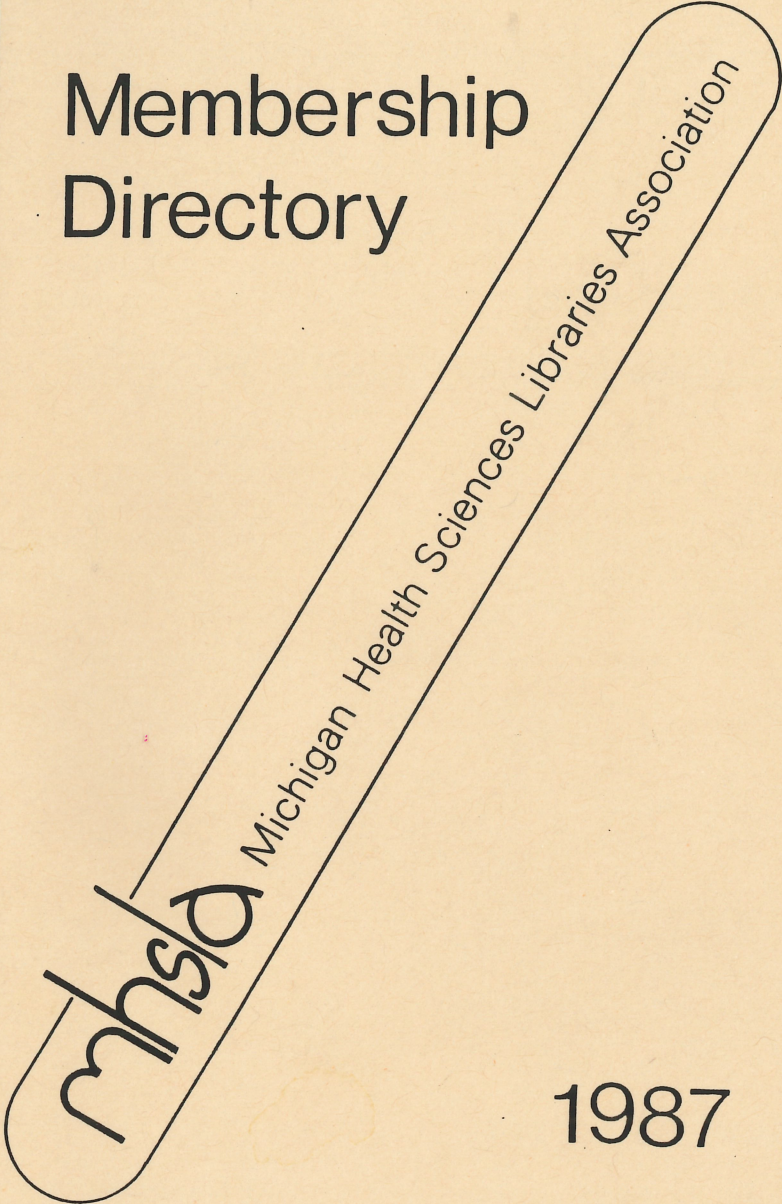 Membership
Directory
mhsla Michigan Health Sciences Libraries Association
1987